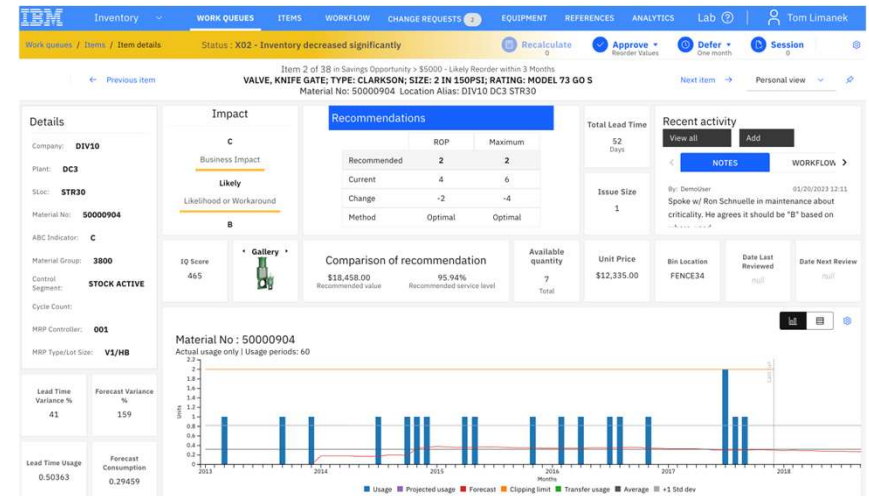 IBM Inventory WORK QUEUES ITEMS WORKFLOW CHANGE REQUESTS 3 EQUIPMENT REFERENCES ANALYTICS Lab Tom Limanek
Work queues / Items / Item details Status : X02 - Inventory decreased significantly Recalculate 0 Approve Reorder Values Defer One month Session 0
Previous item
Item 2 of 38 in Savings Opportunity > $5000 - Likely Reorder within 3 Months
VALVE, KNIFE GATE; TYPE: CLARKSON; SIZE: 2 IN 150PSI; RATING: MODEL 73 GO S
Material No: 50000904 Location Alias: DIV10 DC3 STR30
Next item Personal view
Details
Company: DIV10
Plant: DC3
SLoc: STR30
Material No: 50000904
ABC Indicator: C
Material Group: 3800
Control Segment: STOCK ACTIVE
Cycle Count:
MRP Controller: 001
MRP Type/Lot Size: V1/HB
Impact
C
Business Impact
Likely
Likelihood or Workaround
B
Recommendations
ROP Maximum
Recommended 2 2
Current 4 6
Change -2 -4
Method Optimal Optimal
Total Lead Time
52
Days
Issue Size
1
Recent activity
View all Add
NOTES WORKFLOW
By: DemoUser 01/20/2023 12:11
Spoke w/ Ron Schnuelle in maintenance about
criticality. He agrees it should be "B" based on
IQ Score
465
Gallery
Comparison of recommendation
$18,458.00 95.94%
Recommended value Recommended service level
Available
quantity
7
Total
Unit Price
$12,335.00
Bin Location
FENCE34
Date Last
Reviewed
null
Date Next Review
null
Lead Time
Variance %
41
Forecast Variance
%
159
Lead Time Usage
0.50363
Forecast
Consumption
0.29459
Material No : 50000904
Actual usage only | Usage periods: 60
2.2
2
1.8
1.6
1.4
1.2
1
0.8
0.6
0.4
0.2
0
Units
2013 2014 2015 2016 2017 2018
Months
Usage Projected usage Forecast Clipping limit Transfer usage Average +1 Std dev